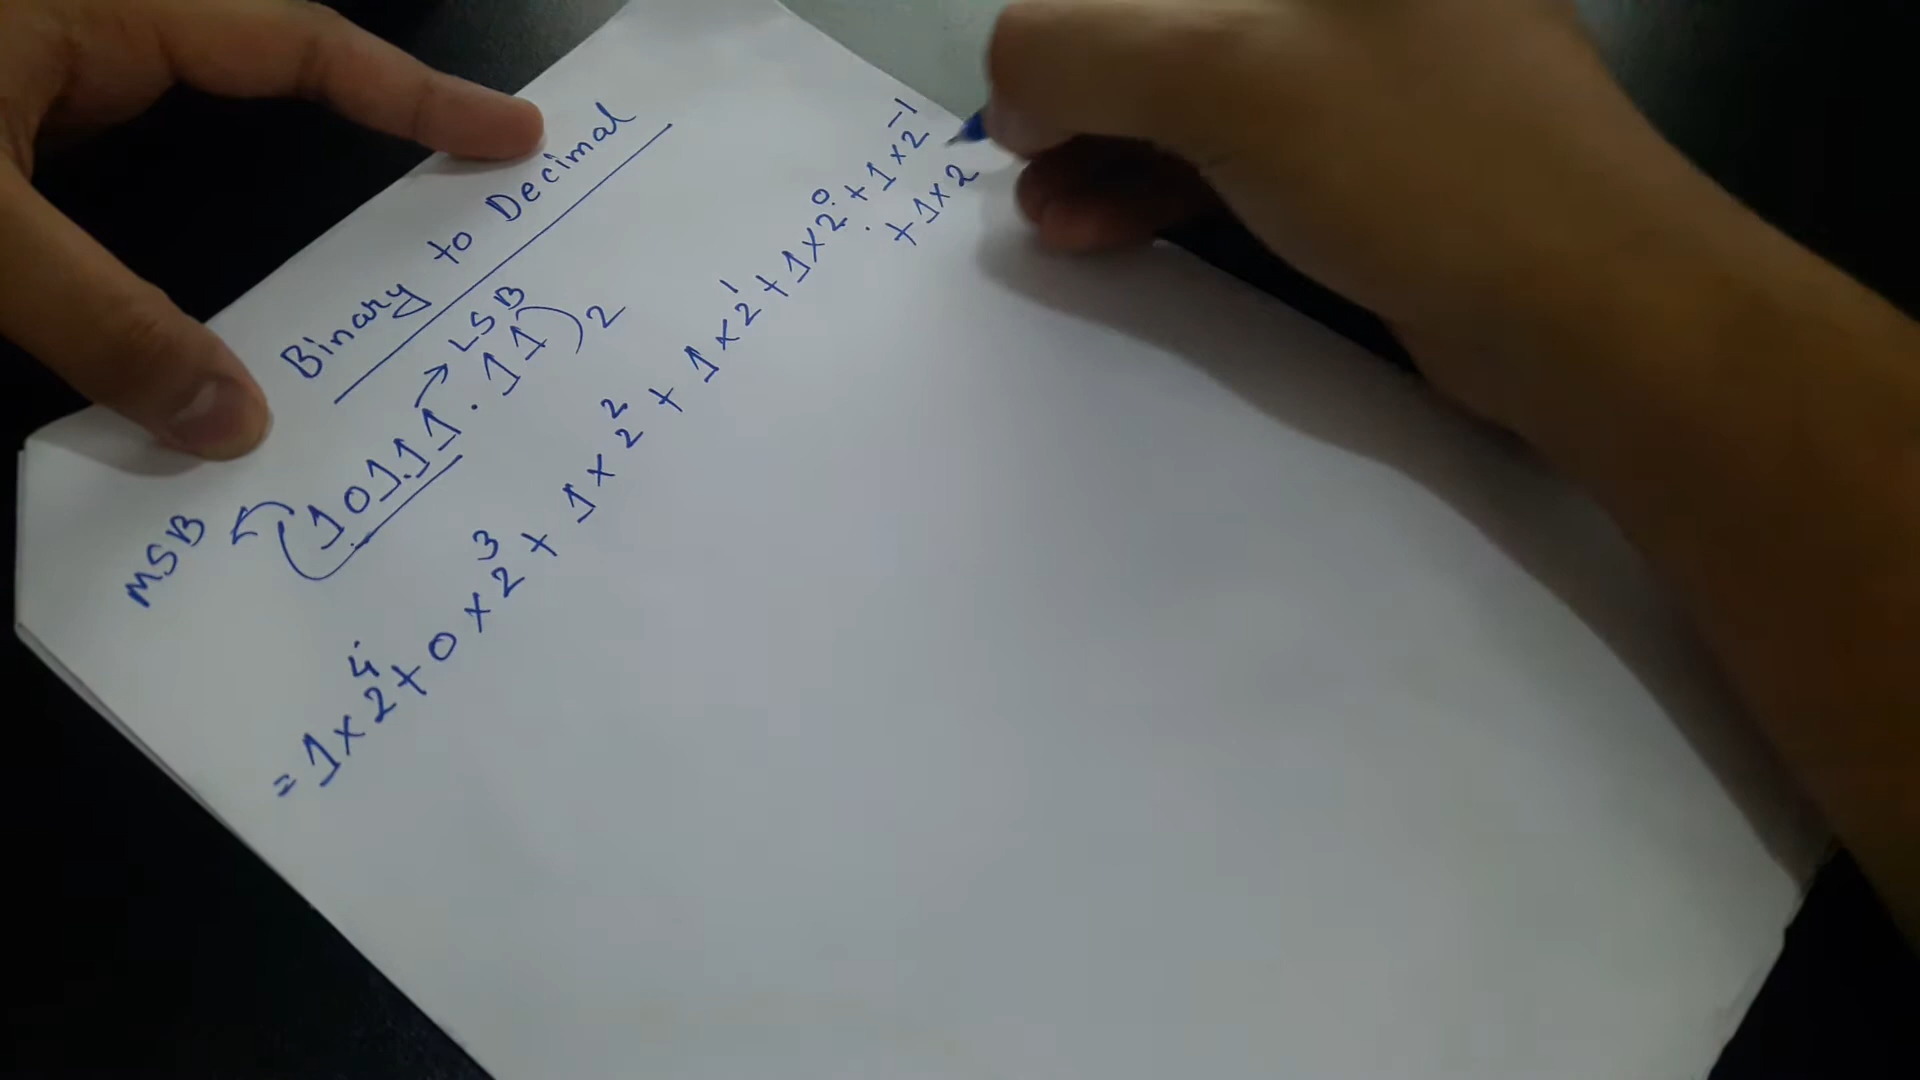 Binary to Decimal
LSB
MSB
(10111.11)2
= 1×2⁴ + 0×2³ + 1×2² + 1×2¹ + 1×2⁰ + 1×2⁻¹
+ 1×2